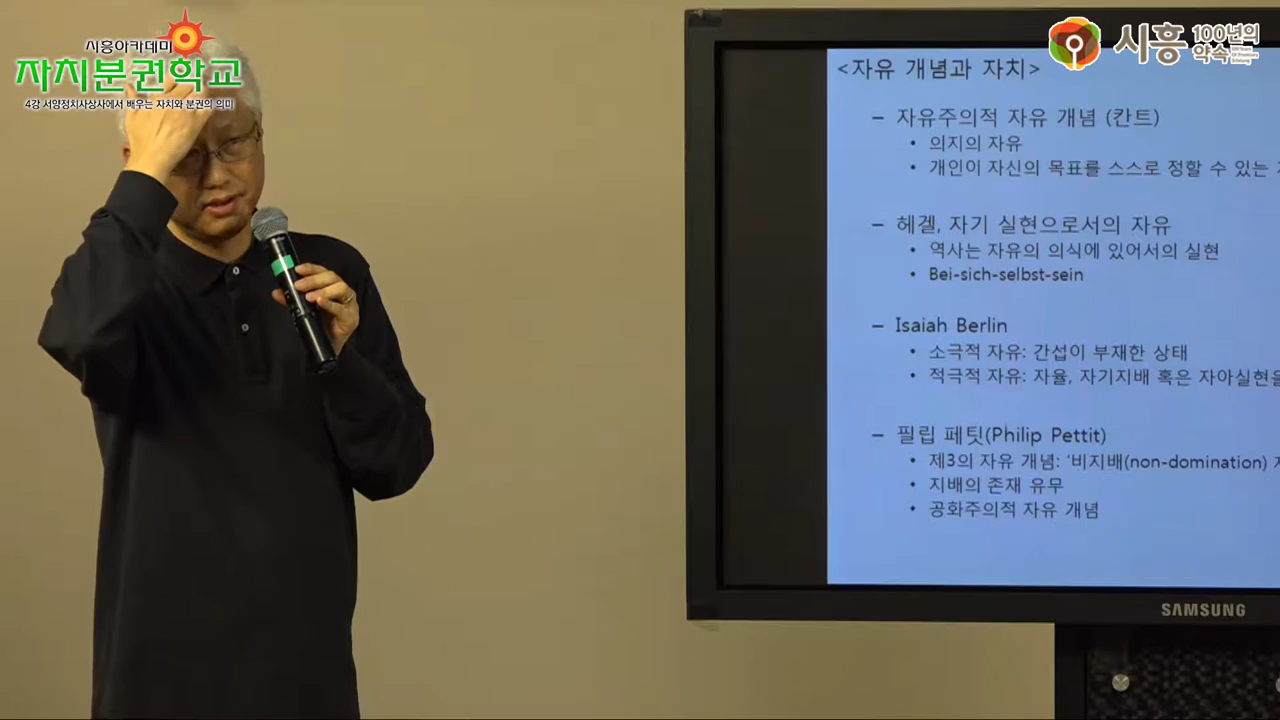 시흥아카데미
자치분권학교
4강 서양정치사상사에서 배우는 자치와 분권의 의미
시흥 100년의
약속
<자유 개념과 자치>
– 자유주의적 자유 개념 (칸트)
• 의지의 자유
• 개인이 자신의 목표를 스스로 정할 수 있는
– 헤겔, 자기 실현으로서의 자유
• 역사는 자유의 의식에 있어서의 실현
• Bei-sich-selbst-sein
– Isaiah Berlin
• 소극적 자유: 간섭이 부재한 상태
• 적극적 자유: 자율, 자기지배 혹은 자아실현을
– 필립 페팃(Philip Pettit)
• 제3의 자유 개념: '비지배(non-domination)
• 지배의 존재 유무
• 공화주의적 자유 개념
SAMSUNG